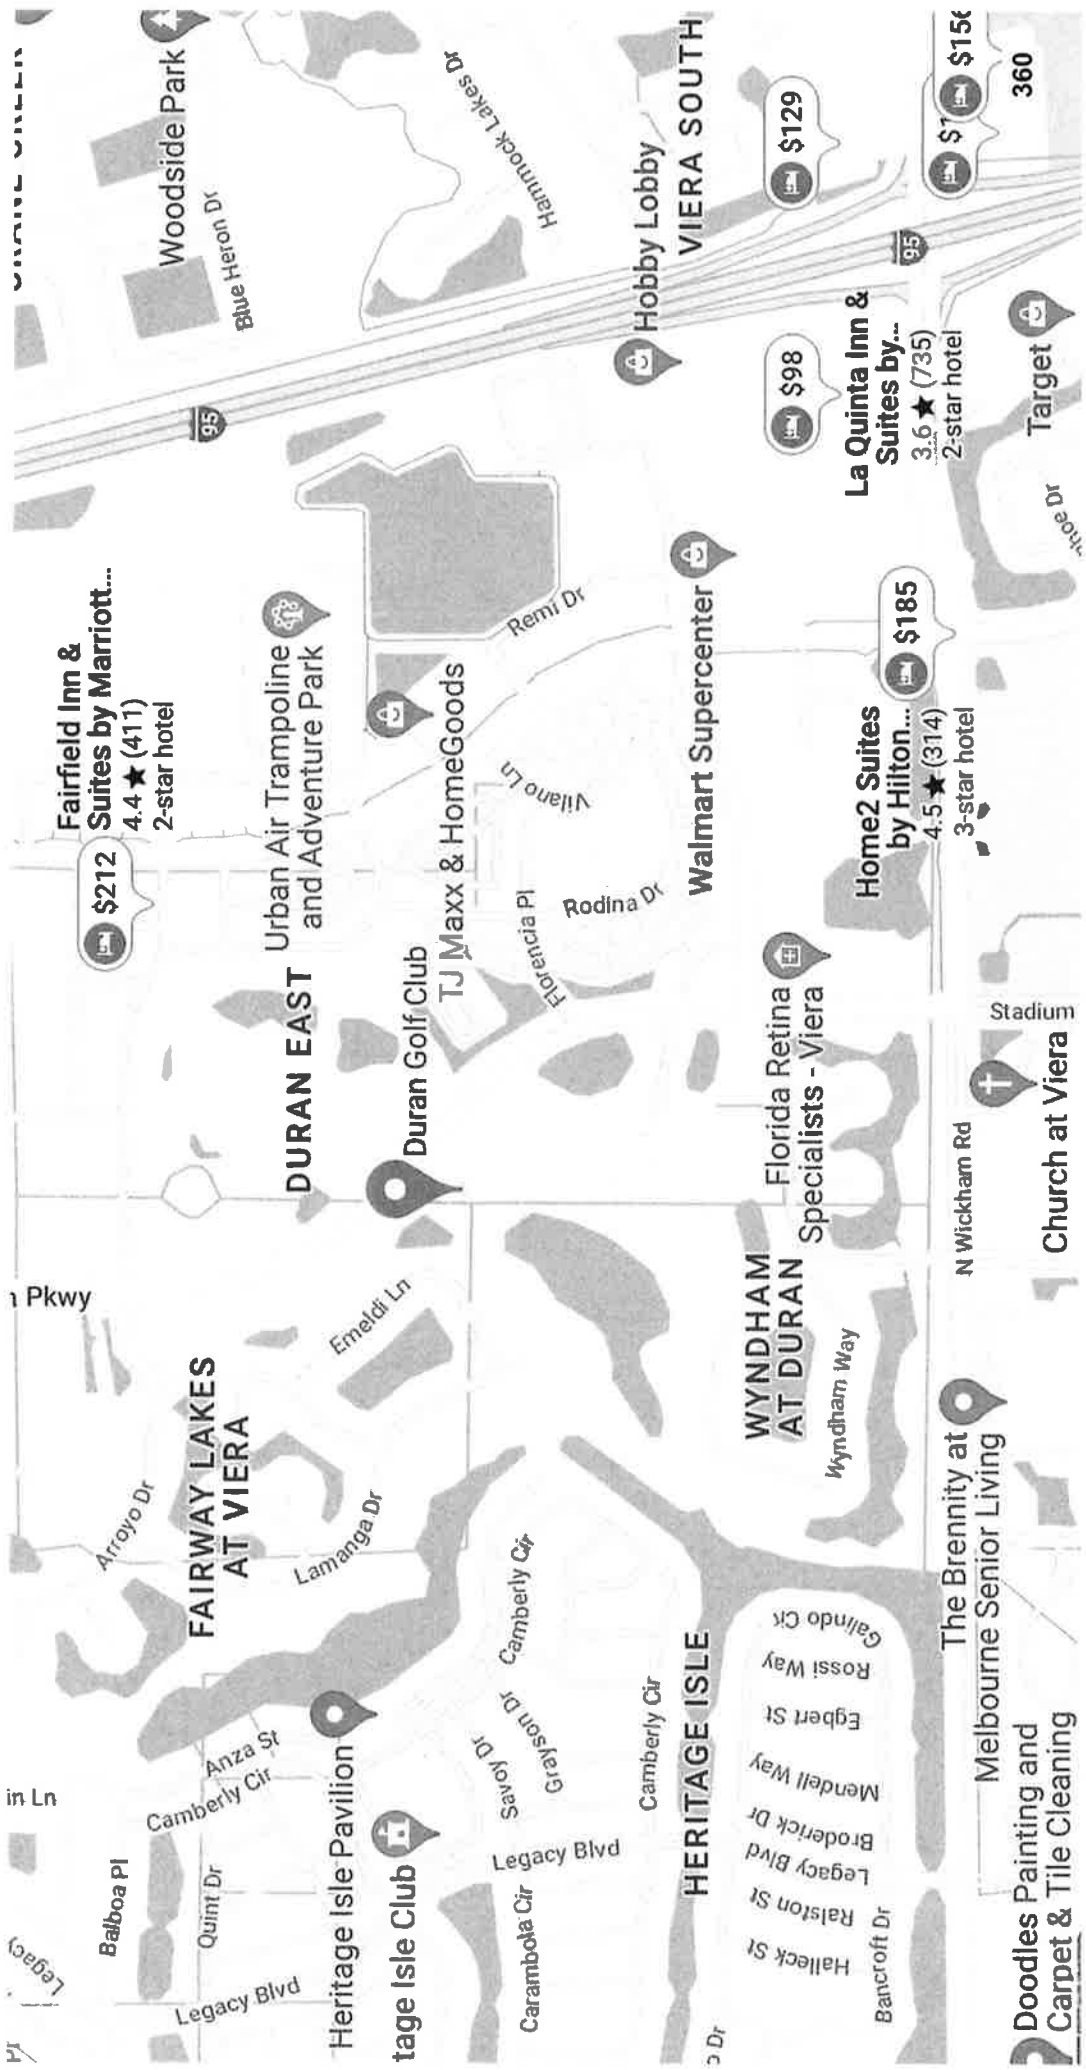 Woodside Park
Blue Heron Dr
Hammock Lakes Dr
Hobby Lobby
VIERA SOUTH
$129
$156
360
95
95
Fairfield Inn &
Suites by Marriott...
4.4 ★ (411)
2-star hotel
$212
Urban Air Trampoline
and Adventure Park
TJ Maxx & HomeGoods
Remi Dr
Vilano Ln
Rodina Dr
Florencia Pl
Walmart Supercenter
$98
La Quinta Inn &
Suites by...
3.6 ★ (735)
2-star hotel
Target
$185
Home2 Suites
by Hilton...
4.5 ★ (314)
3-star hotel
DURAN EAST
Duran Golf Club
Florida Retina
Specialists - Viera
Stadium
Church at Viera
N Wickham Rd
Pkwy
Emeldi Ln
FAIRWAY LAKES
AT VIERA
Arroyo Dr
Lamanga Dr
WYNDHAM
AT DURAN
Wyndham Way
The Brennity at
Melbourne Senior Living
Camberly Cir
Anza St
Camberly Cir
Heritage Isle Pavilion
Savoy Dr
Grayson Dr
Camberly Cir
HERITAGE ISLE
Galindo Cir
Rossi Way
Egbert St
Mendell Way
Broderick Dr
Legacy Blvd
Ralston St
Halleck St
Bancroft Dr
in Ln
Balboa Pl
Quint Dr
tage Isle Club
Legacy Blvd
Carambola Cir
Legacy
Legacy Blvd
Doodles Painting and
Carpet & Tile Cleaning